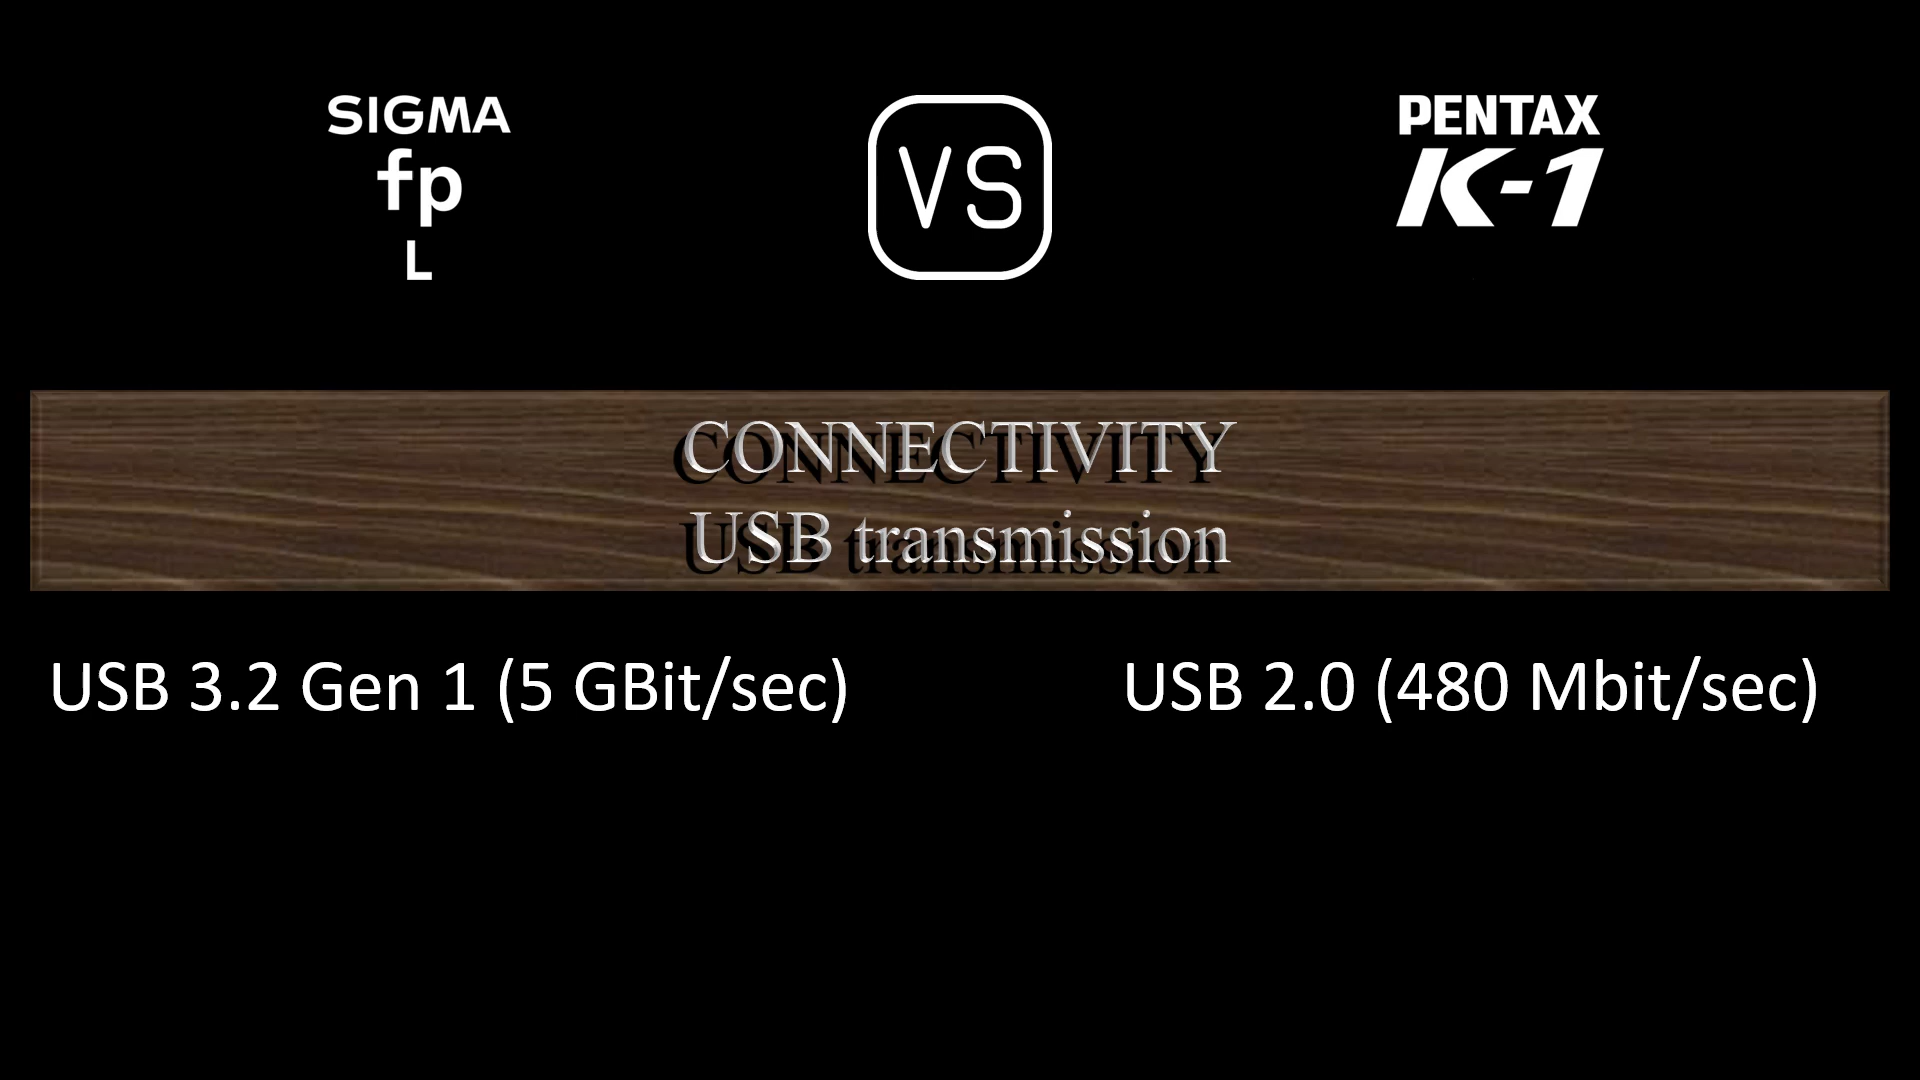 SIGMA
fp
L
VS
PENTAX
K-1
CONNECTIVITY
USB transmission
USB 3.2 Gen 1 (5 GBit/sec)
USB 2.0 (480 Mbit/sec)